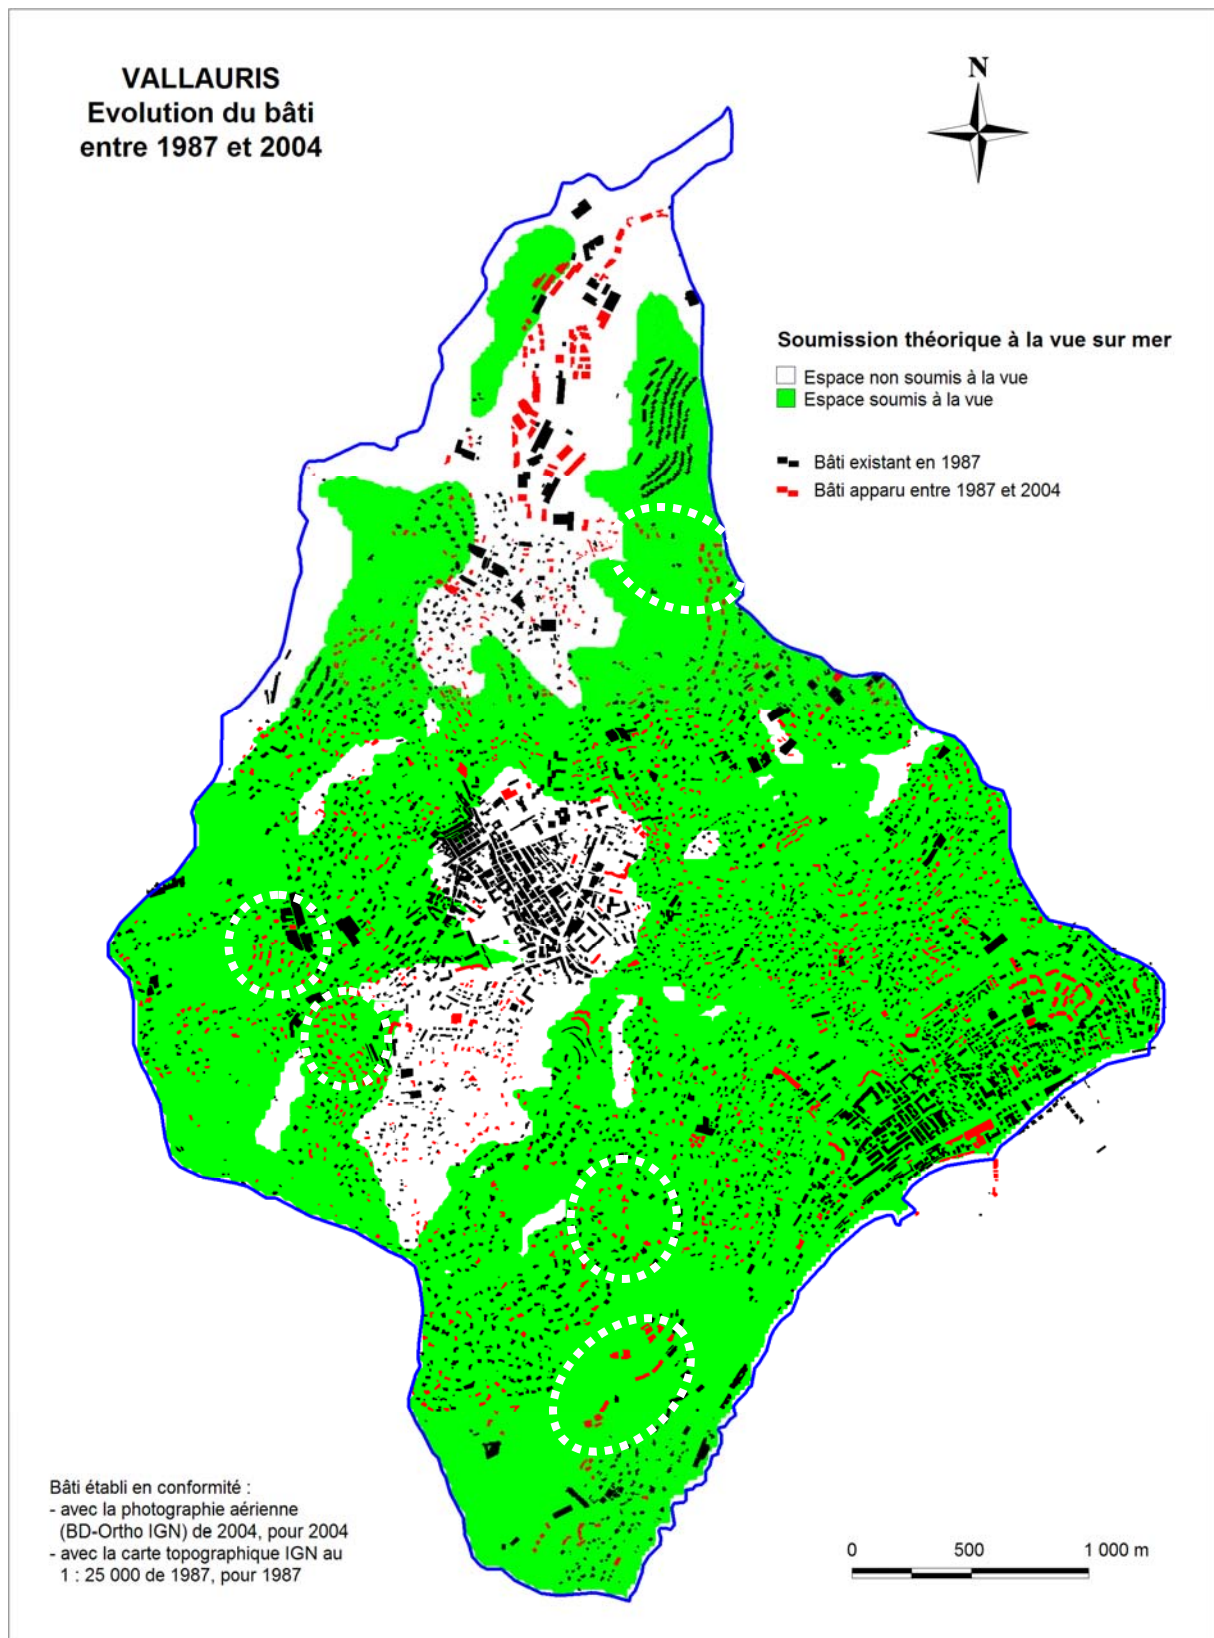 VALLAURIS
Evolution du bâti
entre 1987 et 2004
N
Soumission théorique à la vue sur mer
Espace non soumis à la vue
Espace soumis à la vue
Bâti existant en 1987
Bâti apparu entre 1987 et 2004
Bâti établi en conformité :
- avec la photographie aérienne
(BD-Ortho IGN) de 2004, pour 2004
- avec la carte topographique IGN au
1 : 25 000 de 1987, pour 1987
0 500 1 000 m